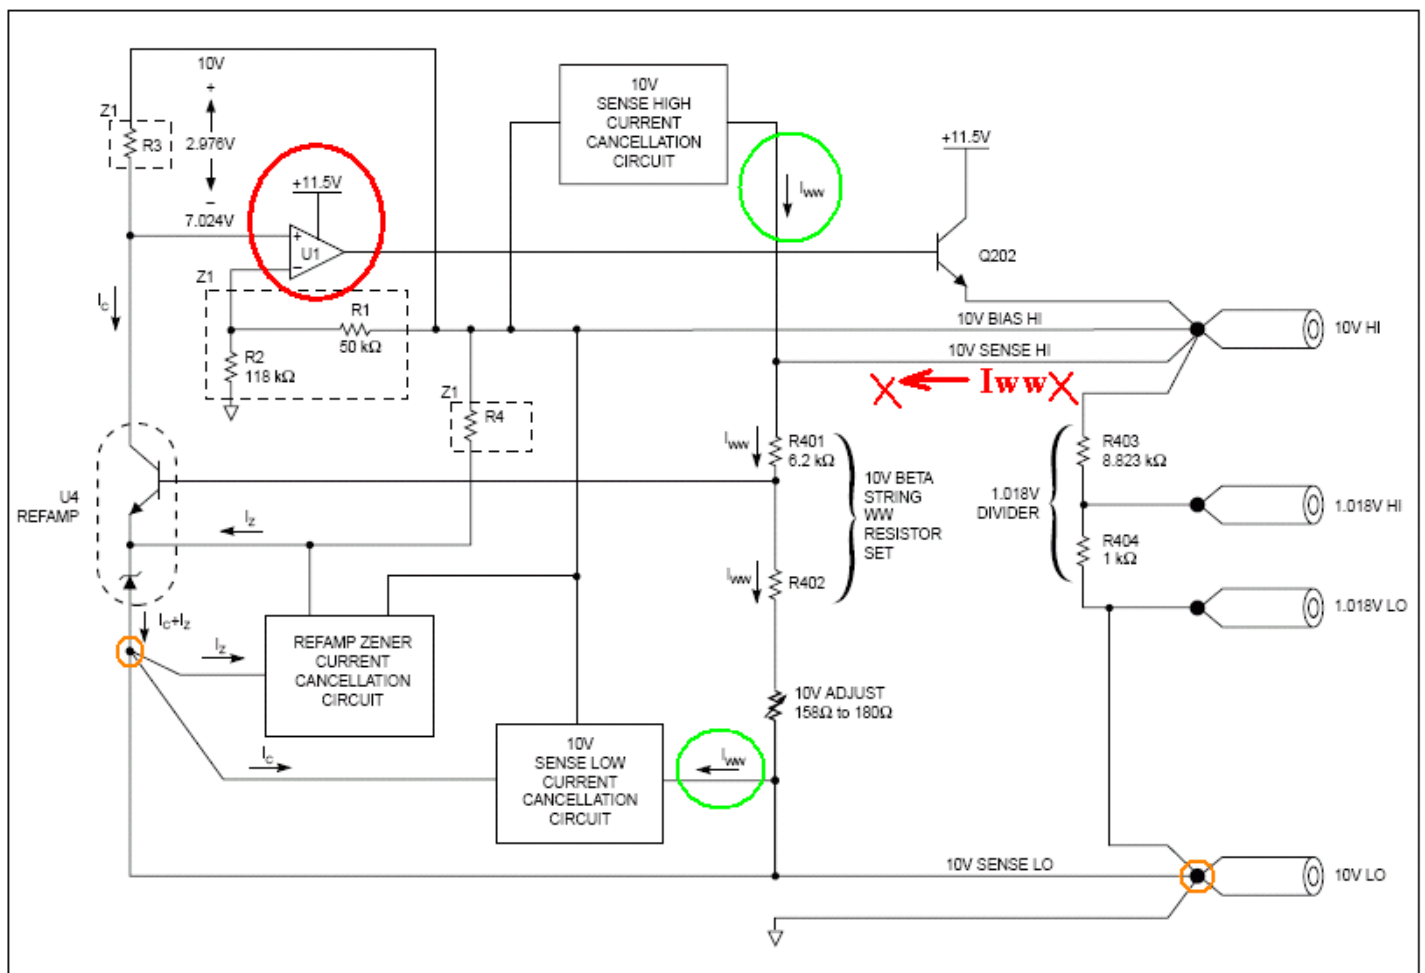 10V
+
Z1
R3
2.976V
−
7.024V
+11.5V
+
U1
−
Z1
R1
50 kΩ
R2
118 kΩ
IC
10V
SENSE HIGH
CURRENT
CANCELLATION
CIRCUIT
IWW
+11.5V
Q202
10V BIAS HI
10V HI
10V SENSE HI
Iww
Z1
R4
IWW
R401
6.2 kΩ
10V BETA
STRING
WW
RESISTOR
SET
R403
8.823 kΩ
1.018V
DIVIDER
1.018V HI
R404
1 kΩ
U4
REFAMP
IZ
IWW
R402
1.018V LO
IC+IZ
IZ
REFAMP ZENER
CURRENT
CANCELLATION
CIRCUIT
10V ADJUST
158Ω to 180Ω
IC
10V
SENSE LOW
CURRENT
CANCELLATION
CIRCUIT
IWW
10V SENSE LO
10V LO